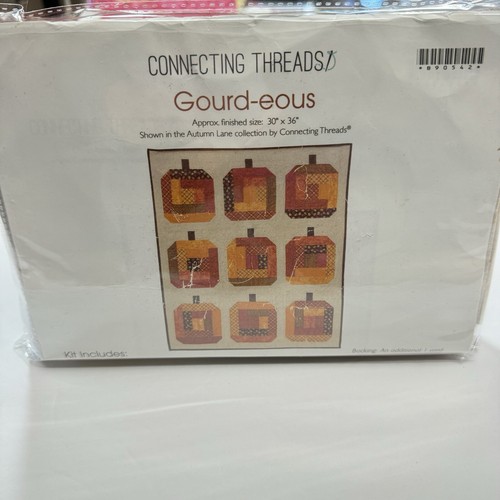 CONNECTING THREADS
*890542*
Gourd-eous
Approx. finished size: 30" x 36"
Shown in the Autumn Lane collection by Connecting Threads®
Kit Includes:
Backing: An additional 1 yard